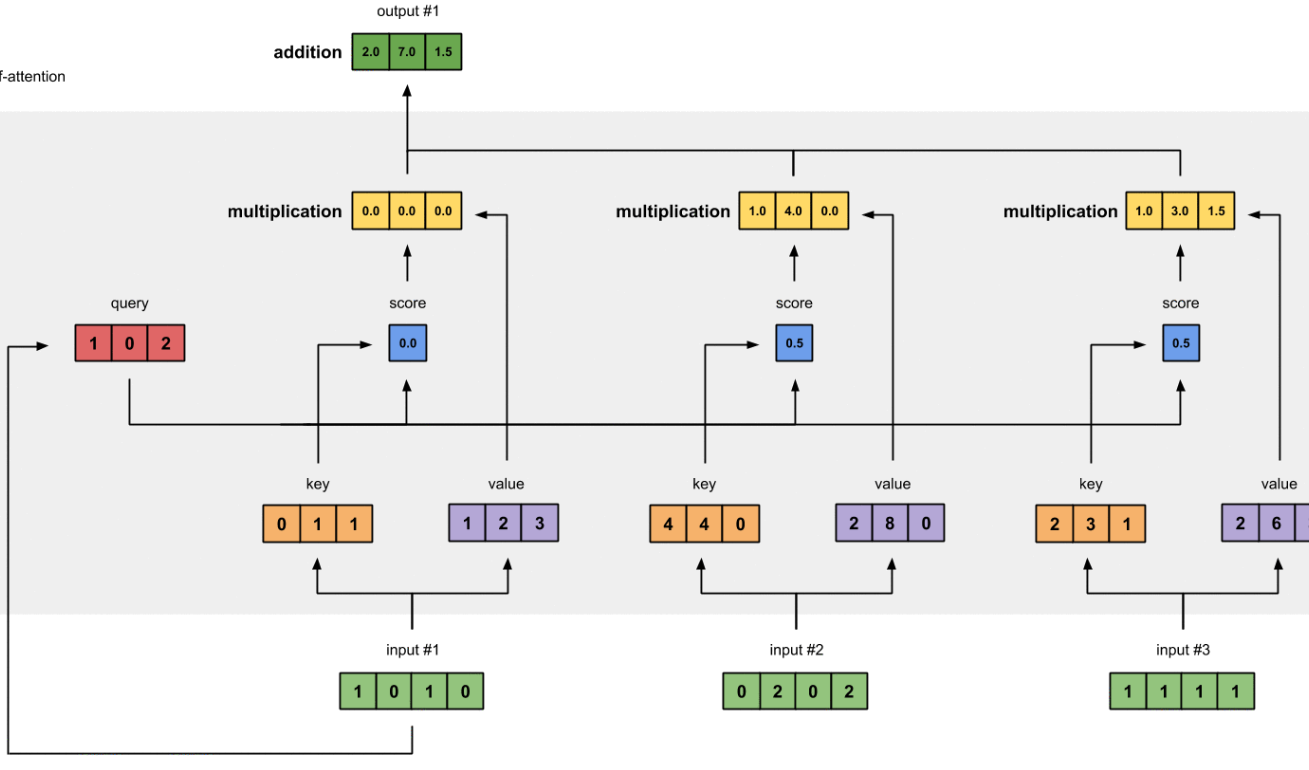 output #1
addition 2.0 7.0 1.5
f-attention
multiplication 0.0 0.0 0.0
multiplication 1.0 4.0 0.0
multiplication 1.0 3.0 1.5
query
score
score
score
1 0 2
0.0
0.5
0.5
key
value
key
value
key
value
0 1 1
1 2 3
4 4 0
2 8 0
2 3 1
2 6
input #1
input #2
input #3
1 0 1 0
0 2 0 2
1 1 1 1